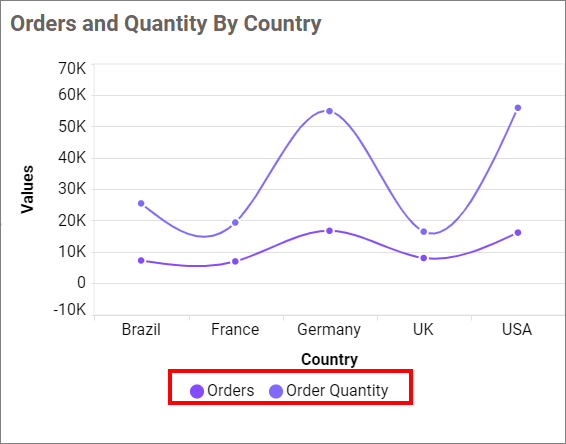 Orders and Quantity By Country
70K
60K
50K
40K
30K
20K
10K
0
-10K
Values
Brazil France Germany UK USA
Country
Orders Order Quantity